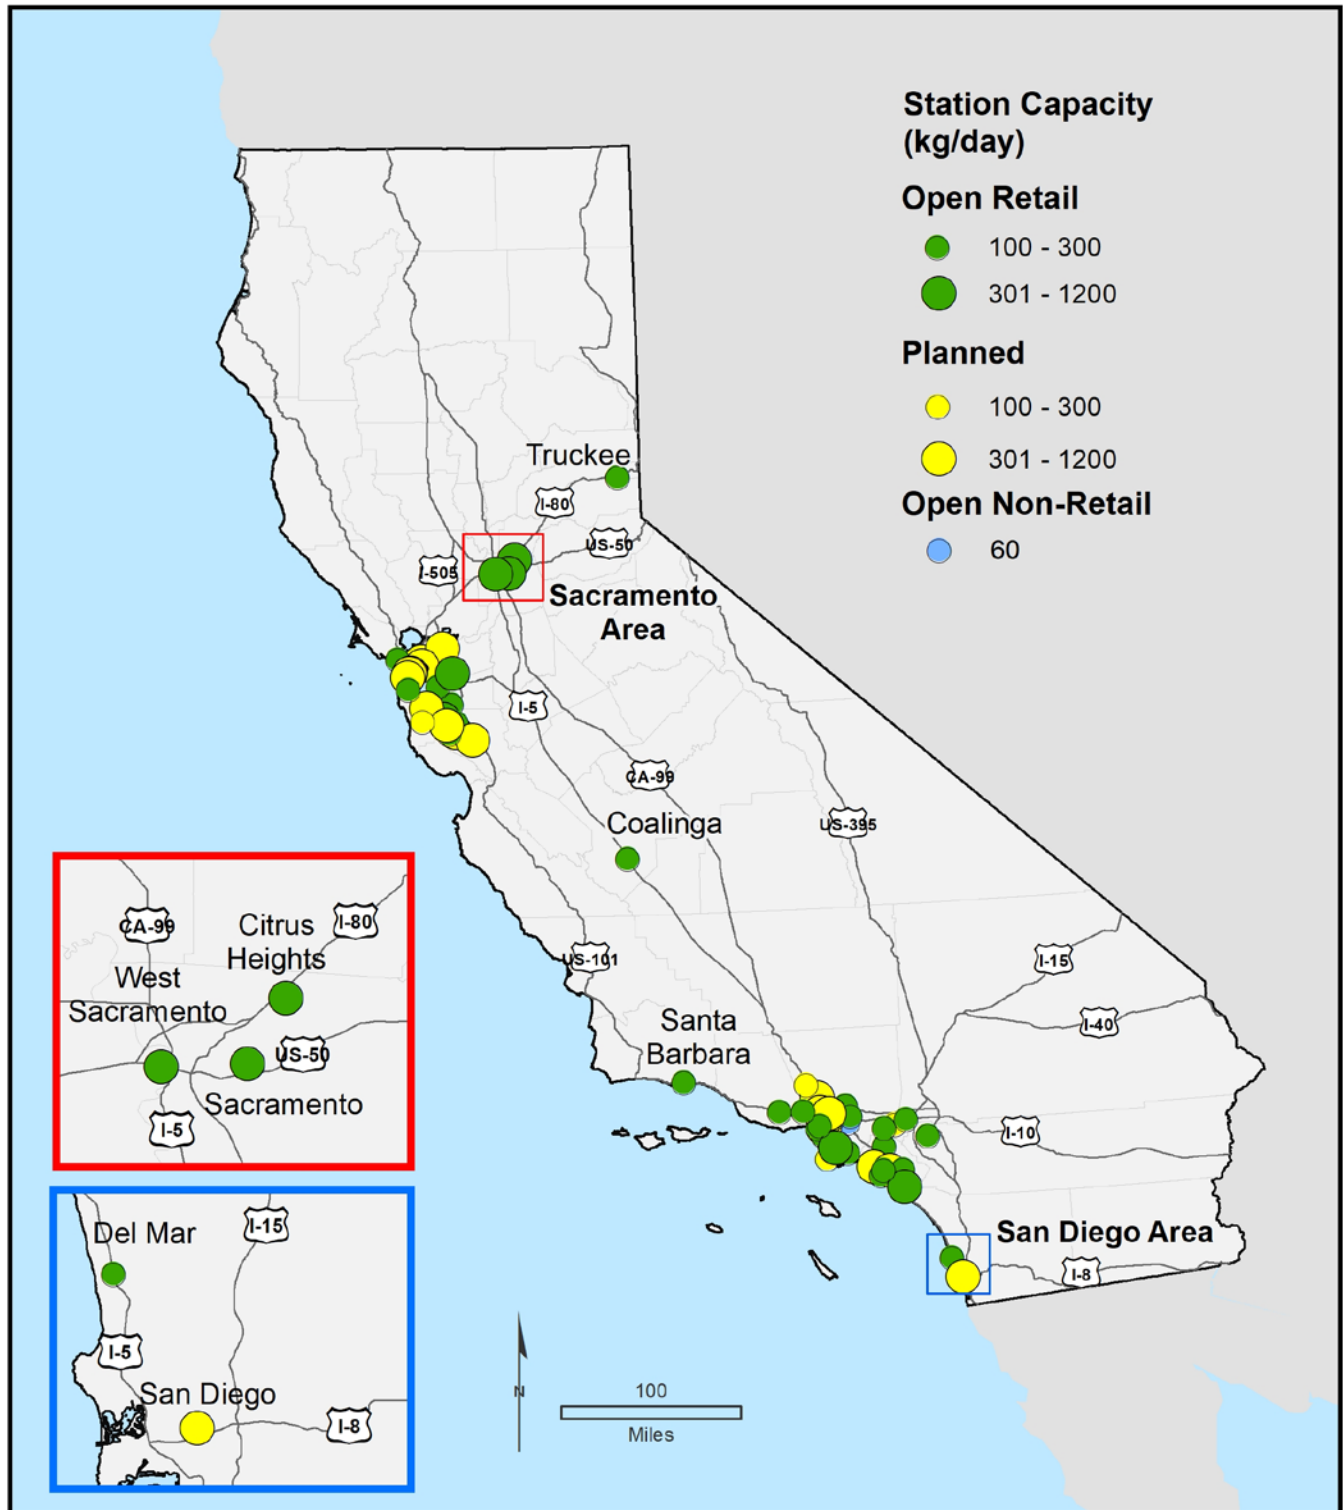 Station Capacity
(kg/day)
Open Retail
100 - 300
301 - 1200
Planned
100 - 300
301 - 1200
Open Non-Retail
60
Truckee
I-80
US-50
I-505
Sacramento
Area
I-5
CA-99
Coalinga
US-395
US-101
I-15
I-40
Santa
Barbara
I-10
San Diego Area
I-8
CA-99
Citrus
Heights
I-80
West
Sacramento
US-50
Sacramento
I-5
Del Mar
I-15
I-5
San Diego
I-8
N
100
Miles